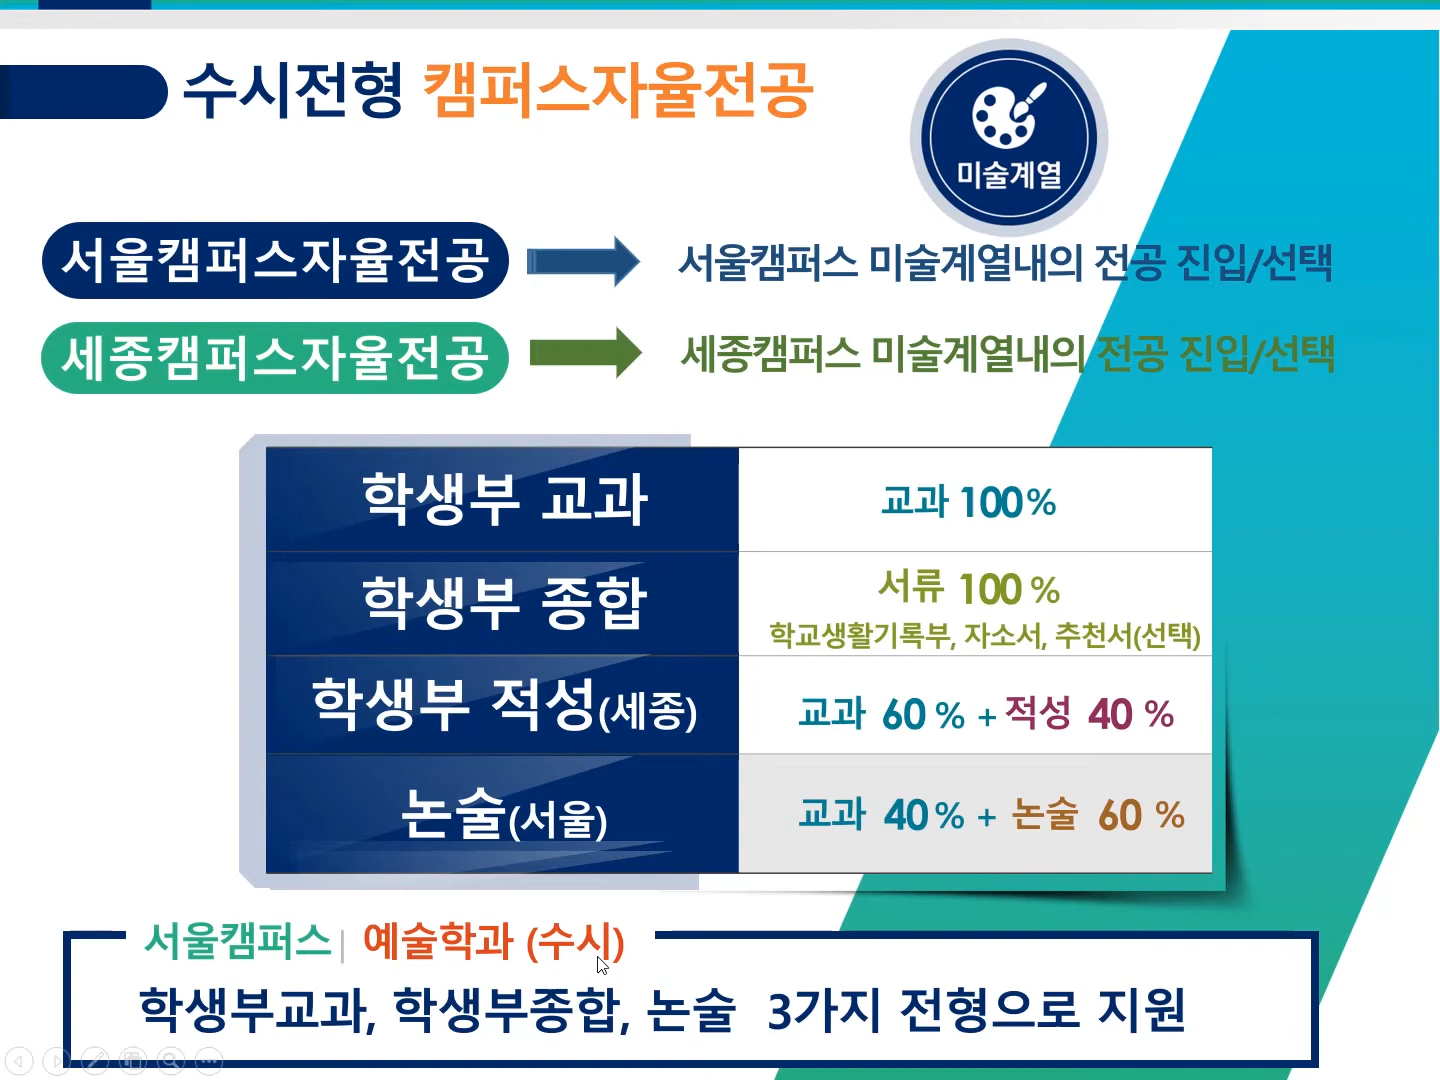 수시전형 캠퍼스자율전공
미술계열
서울캠퍼스자율전공 서울캠퍼스 미술계열내의 전공 진입/선택
세종캠퍼스자율전공 세종캠퍼스 미술계열내의 전공 진입/선택
학생부 교과 교과 100%
학생부 종합 서류 100 %
학교생활기록부, 자소서, 추천서(선택)
학생부 적성(세종) 교과 60 % + 적성 40 %
논술(서울) 교과 40 % + 논술 60 %
서울캠퍼스 | 예술학과 (수시)
학생부교과, 학생부종합, 논술 3가지 전형으로 지원